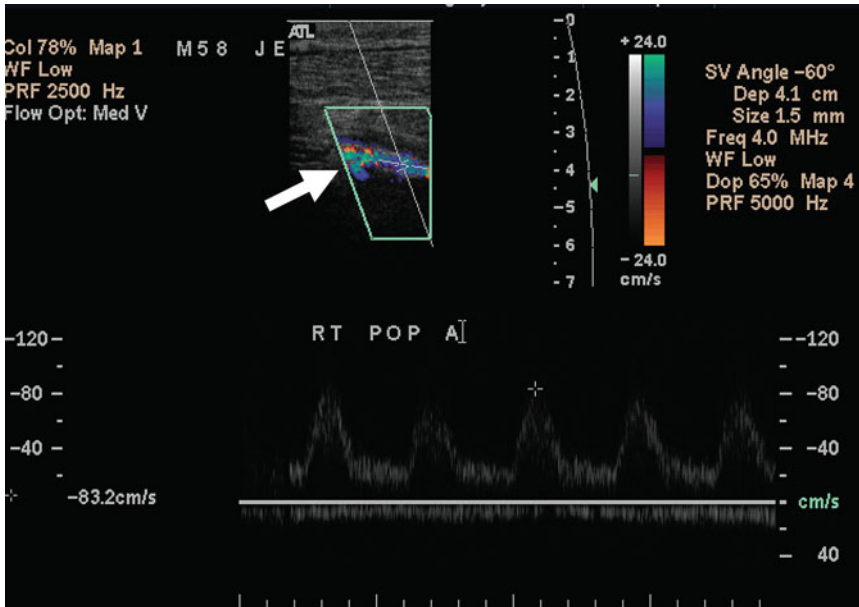 Col 78% Map 1
WF Low
PRF 2500 Hz
Flow Opt: Med V
M 5 8 J E
ATL
-0
- 1
- 2
-3
- 4
-5
- 6
- 7
+ 24.0
- 24.0
cm/s
SV Angle -60°
Dep 4.1 cm
Size 1.5 mm
Freq 4.0 MHz
WF Low
Dop 65% Map 4
PRF 5000 Hz
RT POP A
-120-
-80 -
-40 -
-83.2cm/s
--120
- -80
- -40
cm/s
- 40